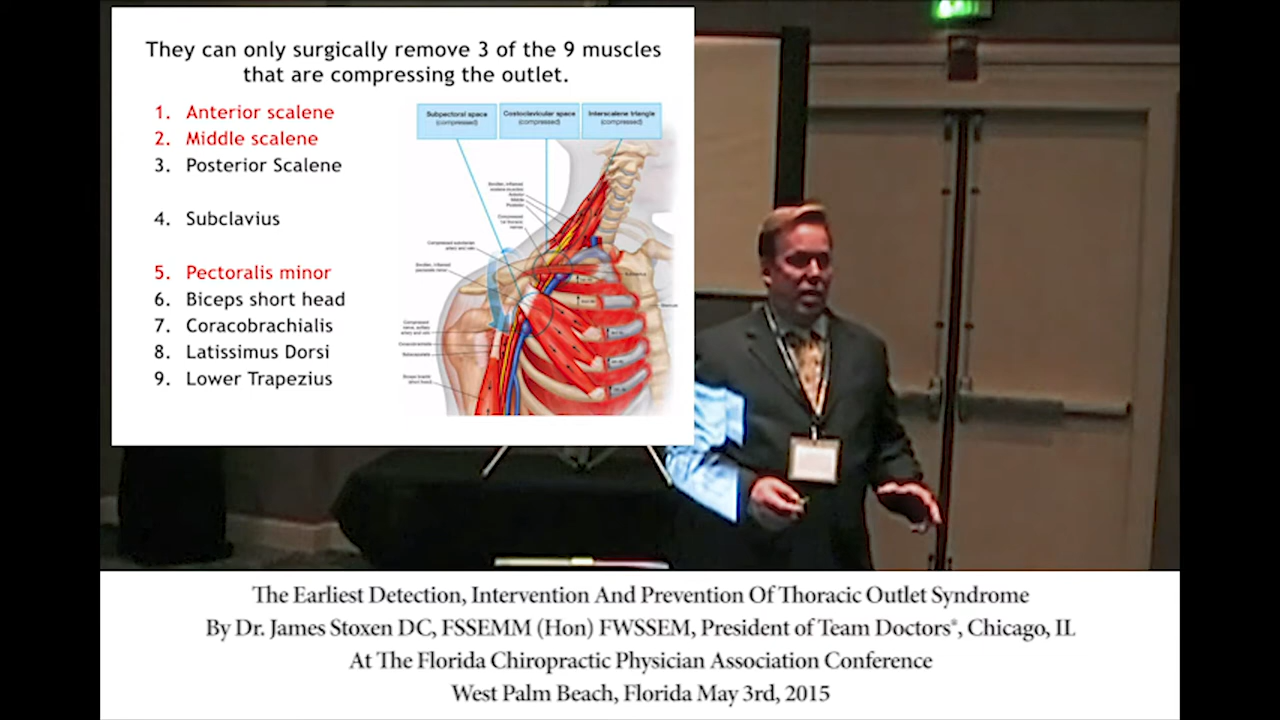 They can only surgically remove 3 of the 9 muscles
that are compressing the outlet.
1. Anterior scalene
2. Middle scalene
3. Posterior Scalene
4. Subclavius
5. Pectoralis minor
6. Biceps short head
7. Coracobrachialis
8. Latissimus Dorsi
9. Lower Trapezius
Subpectoral space
(compressed)
Costoclavicular space
(compressed)
Interscalene triangle
(compressed)
The Earliest Detection, Intervention And Prevention Of Thoracic Outlet Syndrome
By Dr. James Stoxen DC, FSSEMM (Hon) FWSSEM, President of Team Doctors®, Chicago, IL
At The Florida Chiropractic Physician Association Conference
West Palm Beach, Florida May 3rd, 2015